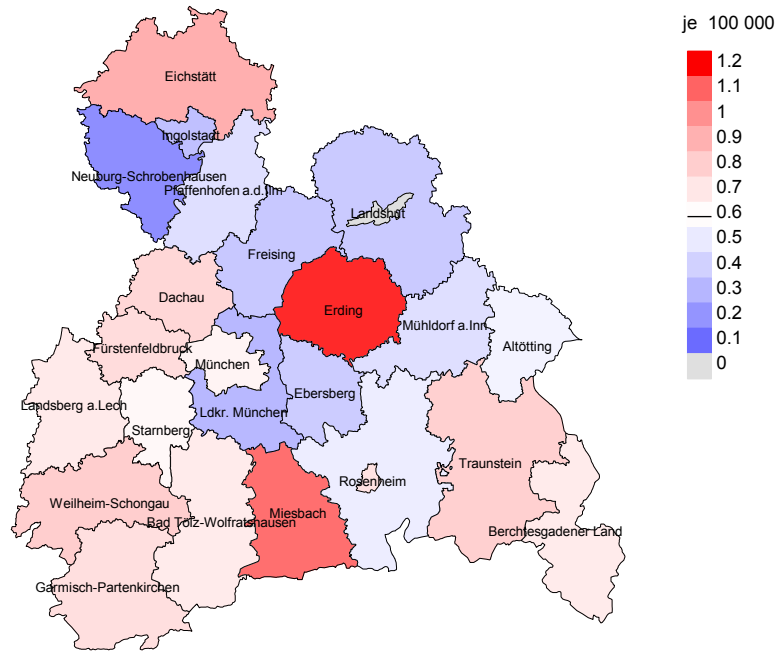 je 100 000
1.2
1.1
1
0.9
0.8
0.7
0.6
0.5
0.4
0.3
0.2
0.1
0
Eichstätt
Ingolstadt
Neuburg-Schrobenhausen
Pfaffenhofen a.d.Ilm
Landshut
Freising
Dachau
Erding
Mühldorf a.Inn
Altötting
Fürstenfeldbruck
München
Ebersberg
Landsberg a.Lech
Ldkr. München
Starnberg
Traunstein
Rosenheim
Weilheim-Schongau
Miesbach
Bad Tölz-Wolfratshausen
Berchtesgadener Land
Garmisch-Partenkirchen